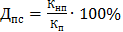 Дпс = Кнп/Кп · 100%